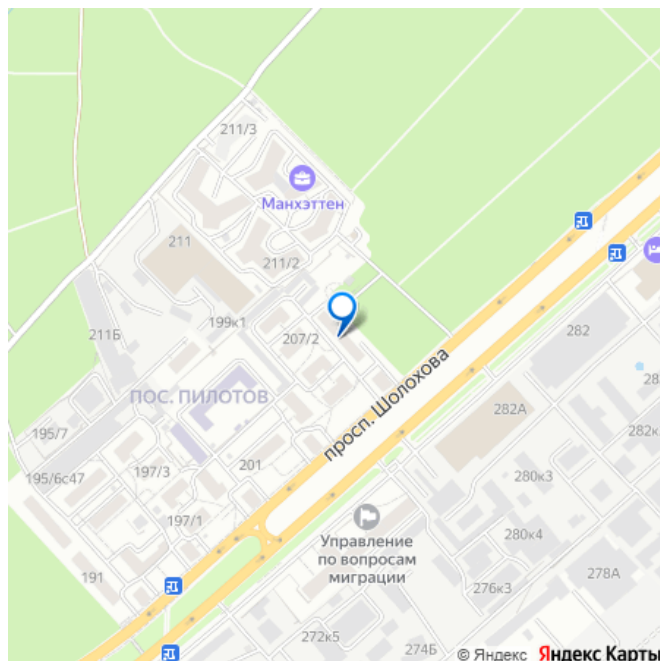 211/3
Манхэттен
211
211/2
282
199к1
211Б
207/2
просп. Шолохова
ПОС. ПИЛОТОВ
282А
282к
195/7
201
197/3
280к3
195/6с47
197/1
Управление
по вопросам
миграции
280к4
278А
191
276к3
272к5
274Б
© Яндекс Яндекс Карты